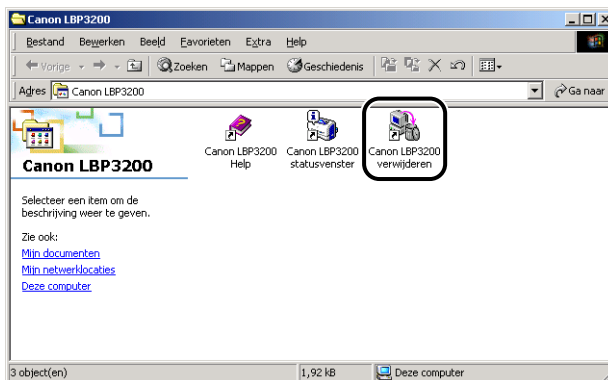 Canon LBP3200
Bestand Bewerken Beeld Favorieten Extra Help
Vorige Zoeken Mappen Geschiedenis
Adres Canon LBP3200 Ga naar
Canon LBP3200 Help
Canon LBP3200 statusvenster
Canon LBP3200 verwijderen
Canon LBP3200
Selecteer een item om de
beschrijving weer te geven.
Zie ook:
Mijn documenten
Mijn netwerklocaties
Deze computer
3 object(en) 1,92 kB Deze computer